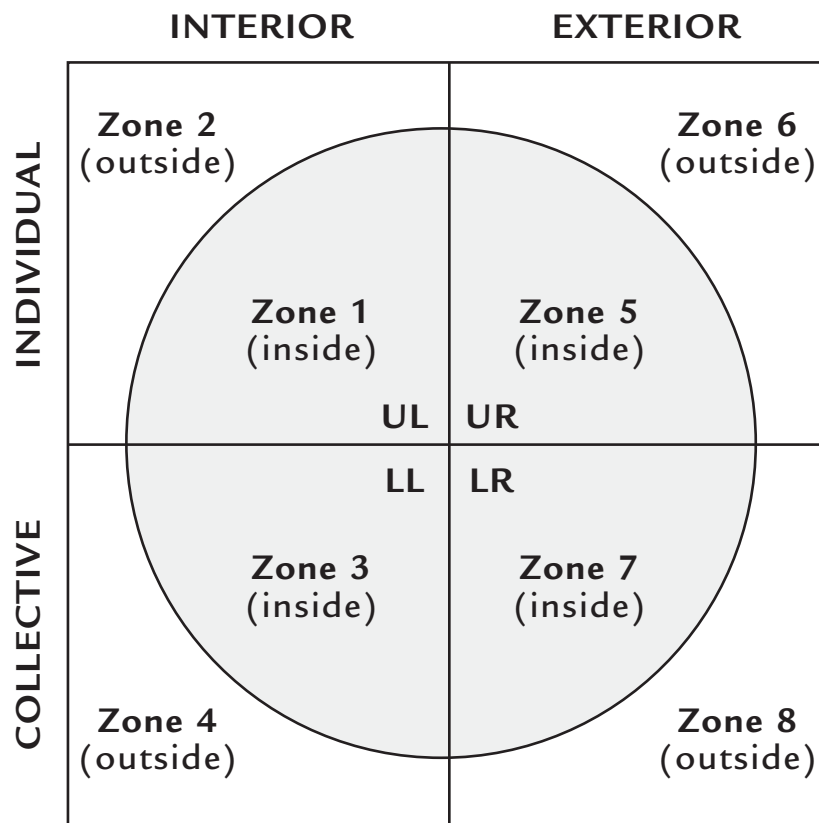 INTERIOR
EXTERIOR
INDIVIDUAL
COLLECTIVE
Zone 2
(outside)
Zone 6
(outside)
Zone 1
(inside)
Zone 5
(inside)
UL
UR
LL
LR
Zone 3
(inside)
Zone 7
(inside)
Zone 4
(outside)
Zone 8
(outside)